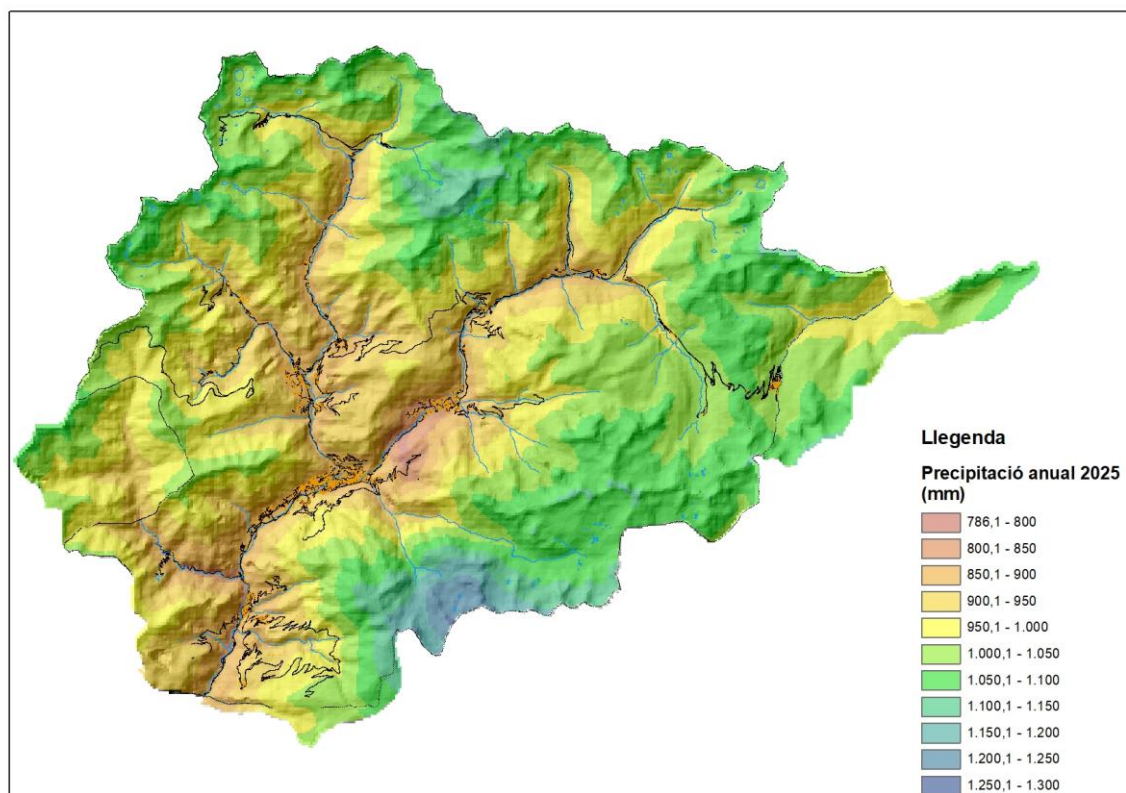 Llegenda
Precipitació anual 2025
(mm)
786,1 - 800
800,1 - 850
850,1 - 900
900,1 - 950
950,1 - 1.000
1.000,1 - 1.050
1.050,1 - 1.100
1.100,1 - 1.150
1.150,1 - 1.200
1.200,1 - 1.250
1.250,1 - 1.300